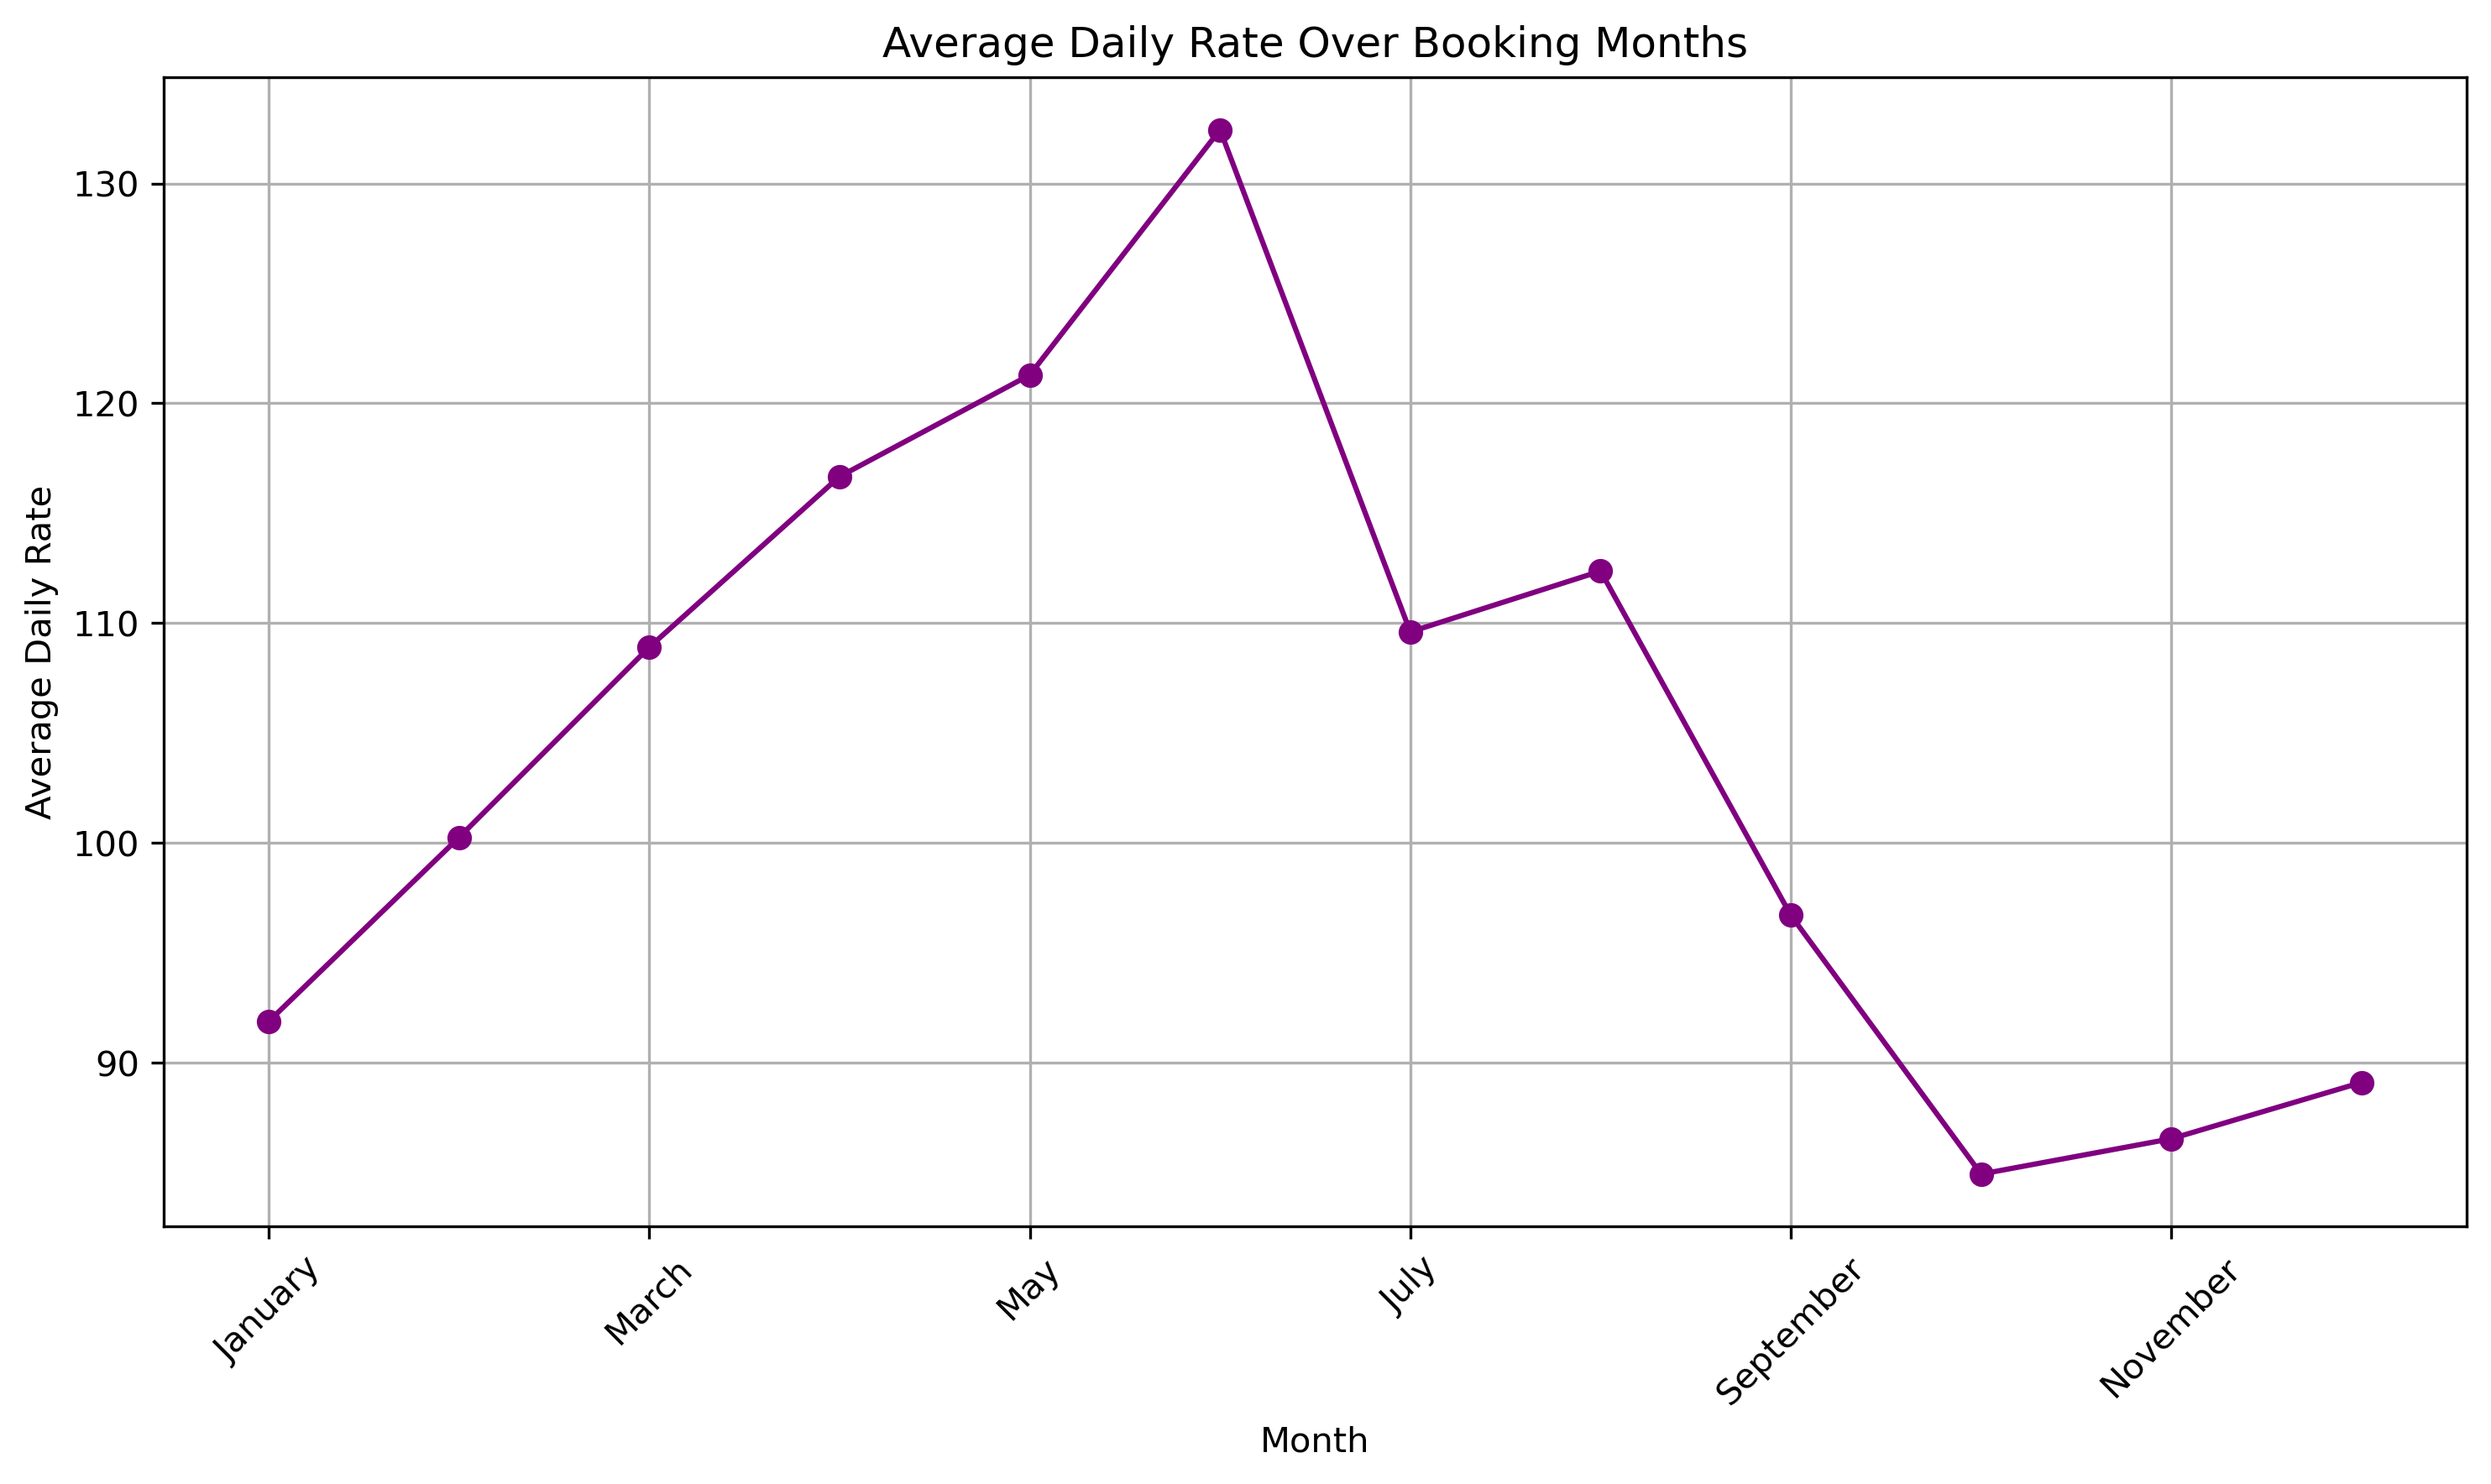 Average Daily Rate Over Booking Months
Average Daily Rate
130
120
110
100
90
January
March
May
July
September
November
Month